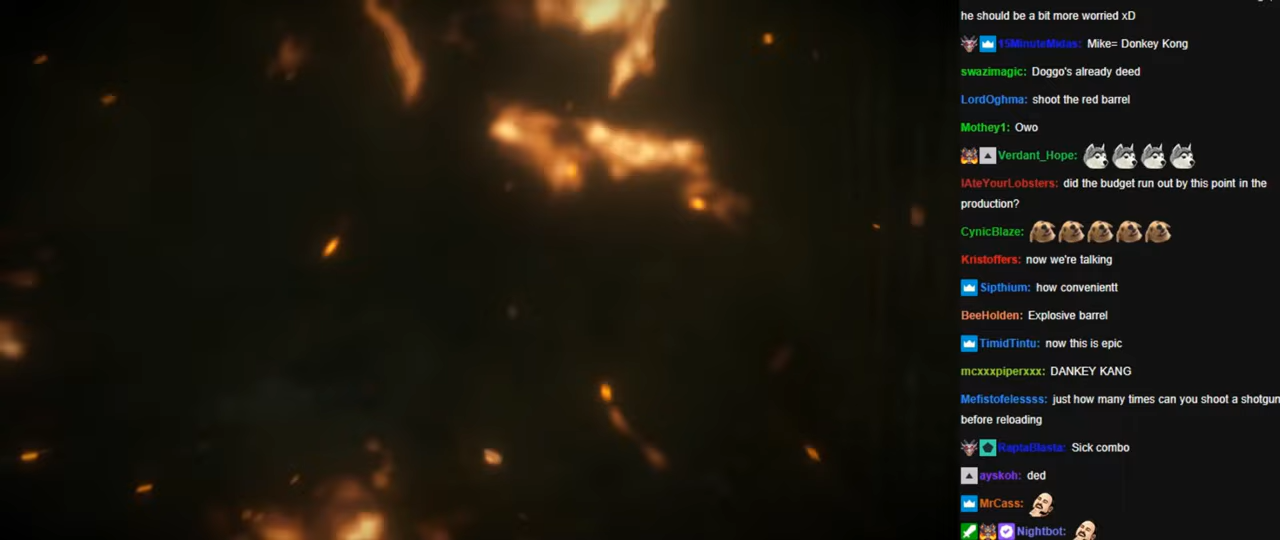 he should be a bit more worried xD
15MinuteMidas: Mike= Donkey Kong
swazimagic: Doggo's already deed
LordOghma: shoot the red barrel
Mothey1: Owo
Verdant_Hope:
IAteYourLobsters: did the budget run out by this point in the
production?
CynicBlaze:
Kristoffers: now we're talking
Sipthium: how convenientt
BeeHolden: Explosive barrel
TimidTintu: now this is epic
mcxxxpiperxxx: DANKEY KANG
Mefistofelessss: just how many times can you shoot a shotgun
before reloading
RaptaBlasta: Sick combo
ayskoh: ded
MrCass:
Nightbot: